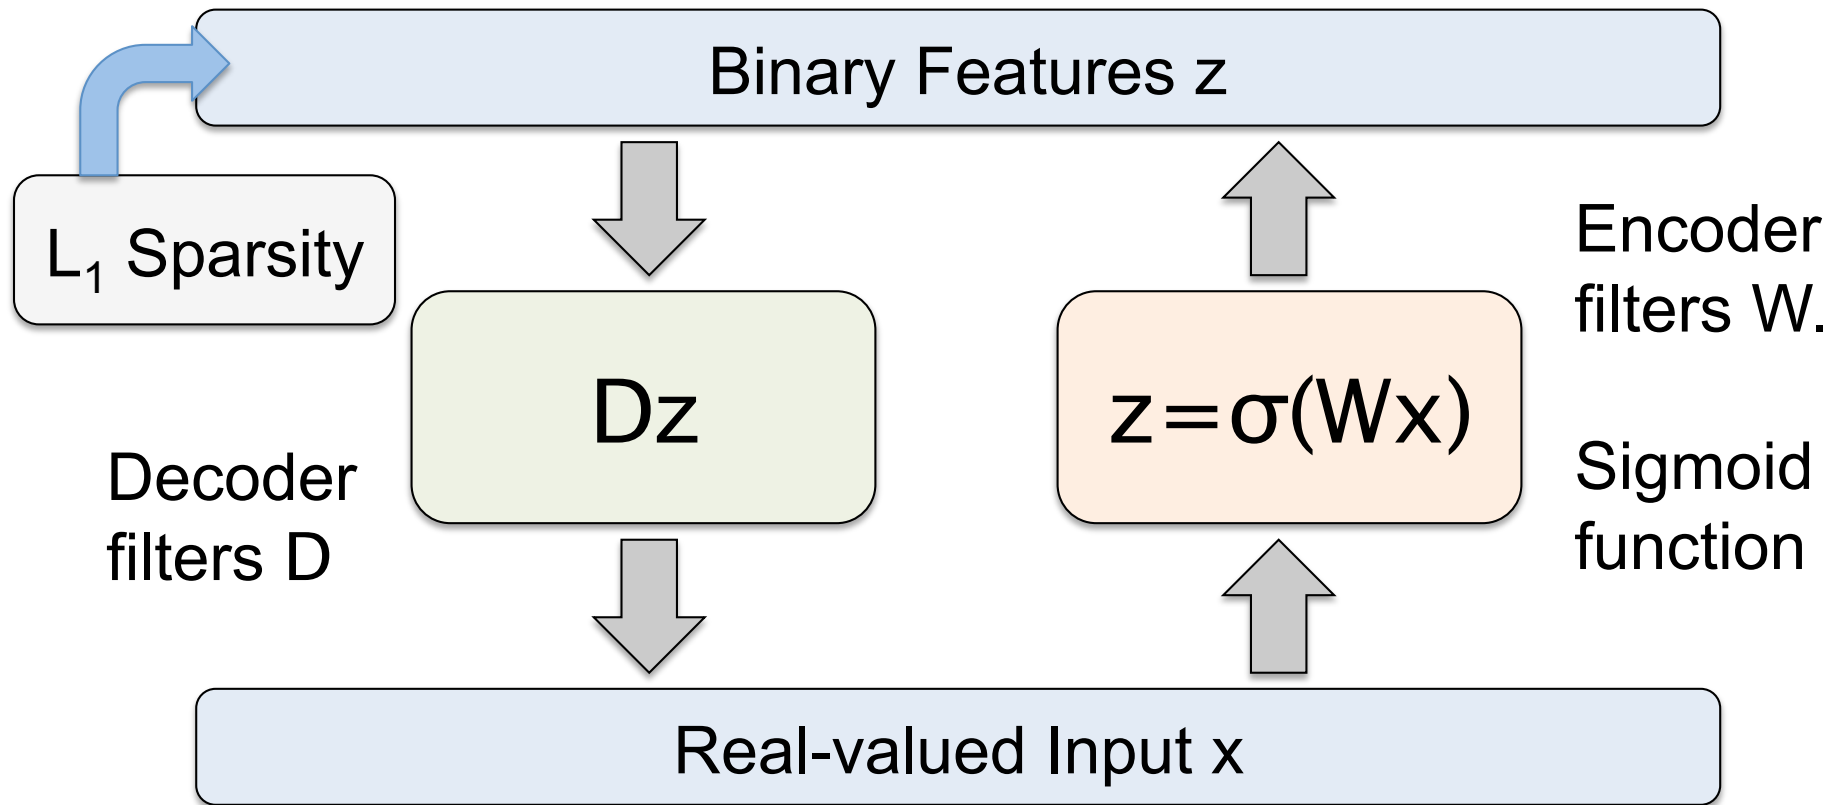 Binary Features z
L₁ Sparsity
Encoder
filters W.
Dz
z=σ(Wx)
Decoder
filters D
Sigmoid
function
Real-valued Input x